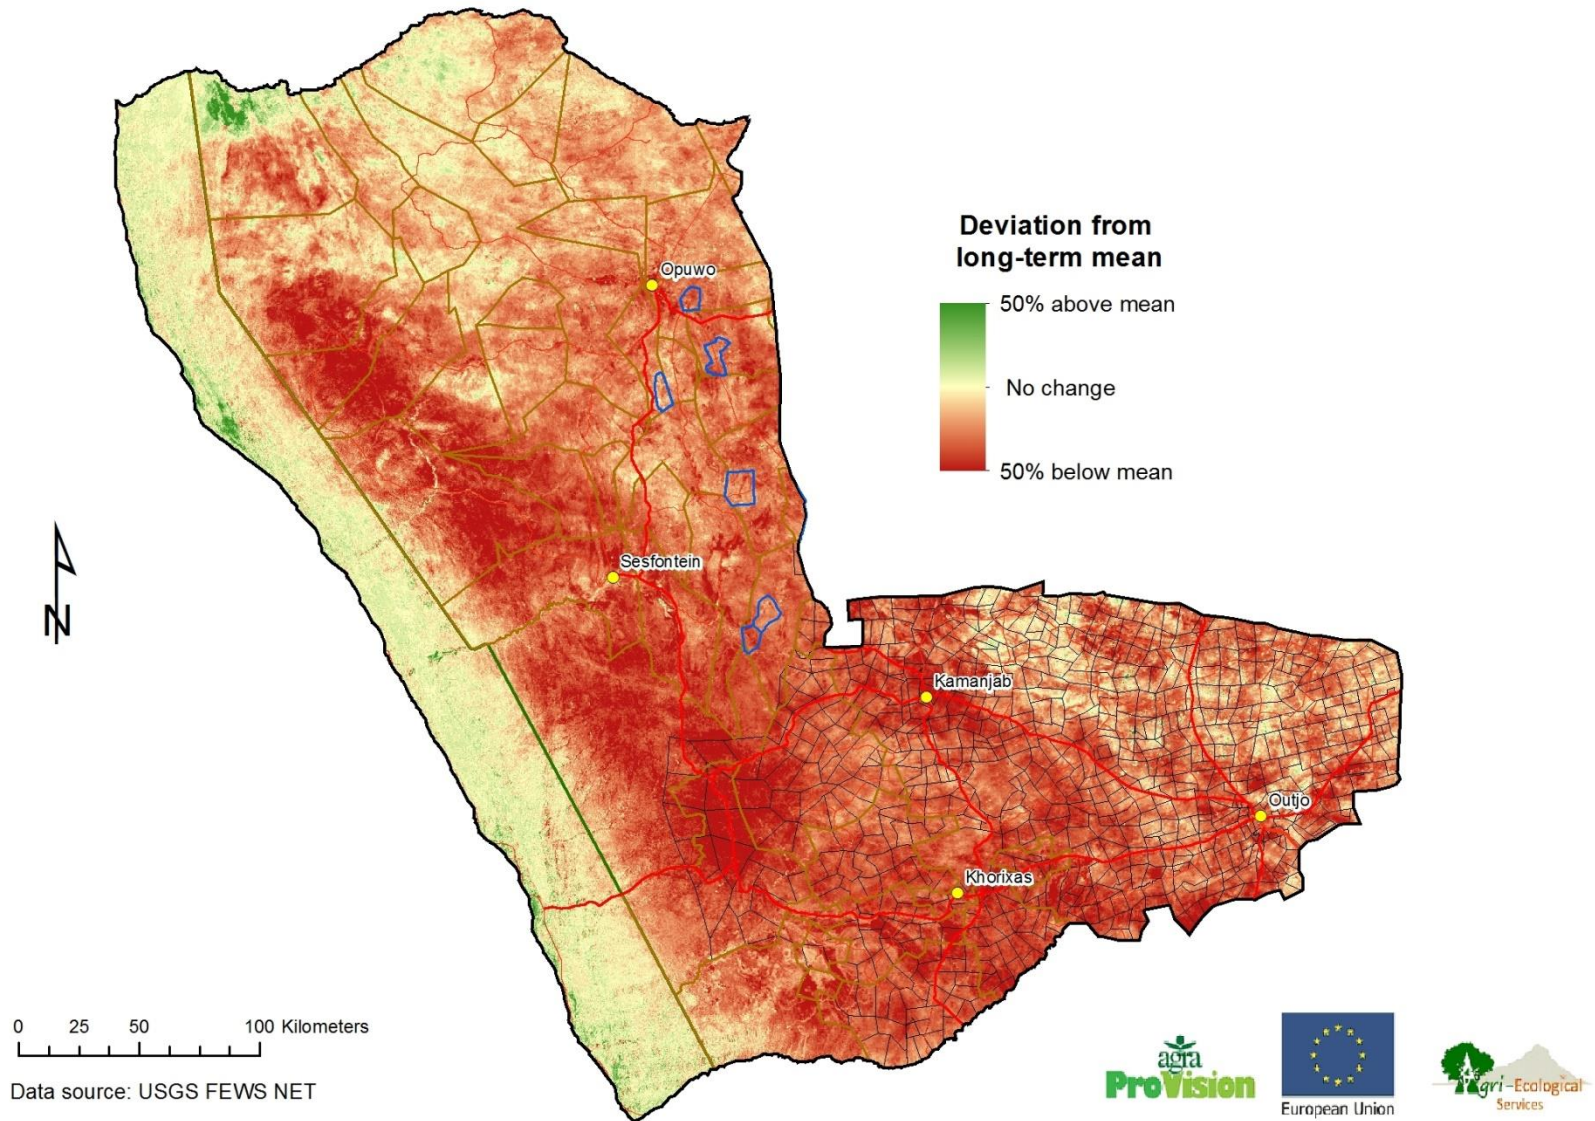 Deviation from
long-term mean
50% above mean
No change
50% below mean
Opuwo
Sesfontein
Kamanjab
Outjo
Khorixas
N
0 25 50 100 Kilometers
Data source: USGS FEWS NET
agra
ProVision
European Union
Agri-Ecological
Services